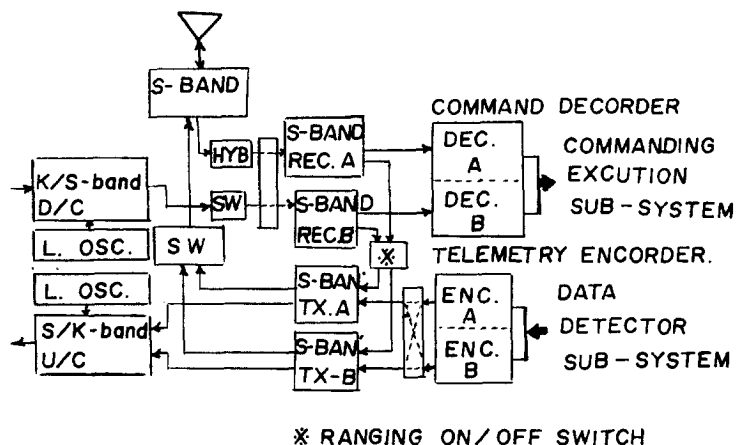 S-BAND
COMMAND DECORDER
HYB
S-BAND
REC. A
DEC.
A
COMMANDING
EXCUTION
SUB-SYSTEM
K/S-band
D/C
SW
S-BAND
REC.B
DEC.
B
L. OSC.
SW
※
TELEMETRY ENCORDER.
L. OSC.
S-BAN'
TX.A
ENC.
A
DATA
DETECTOR
SUB-SYSTEM
S/K-band
U/C
S-BAN'
TX-B
ENC.
B
※ RANGING ON/OFF SWITCH